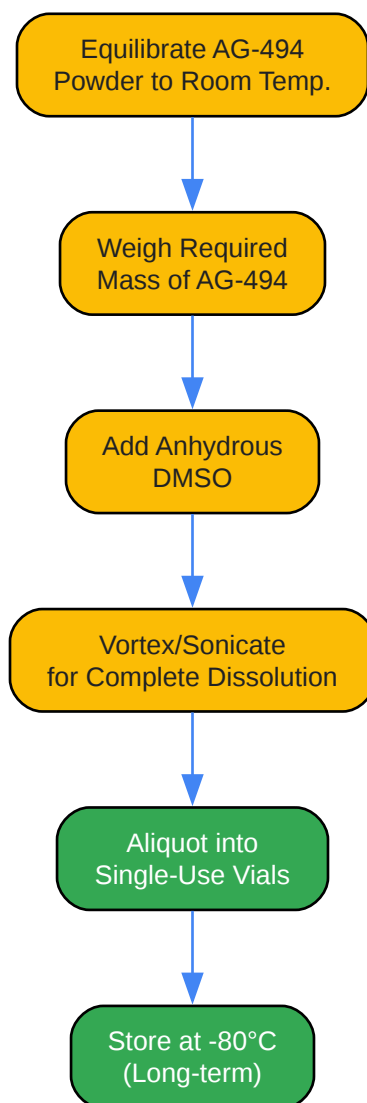 Equilibrate AG-494
Powder to Room Temp.
Weigh Required
Mass of AG-494
Add Anhydrous
DMSO
Vortex/Sonicate
for Complete Dissolution
Aliquot into
Single-Use Vials
Store at -80°C
(Long-term)